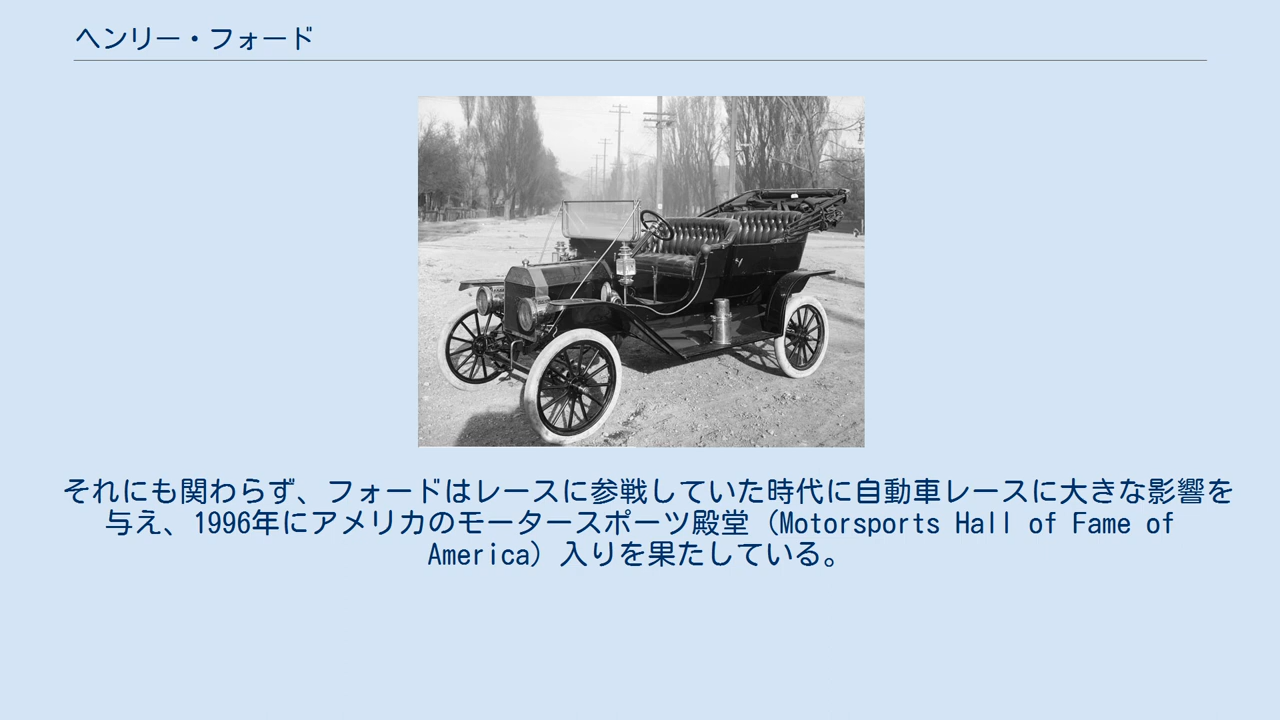 ヘンリー・フォード
それにも関わらず、フォードはレースに参戦していた時代に自動車レースに大きな影響を
与え、1996年にアメリカのモータースポーツ殿堂（Motorsports Hall of Fame of
America）入りを果たしている。